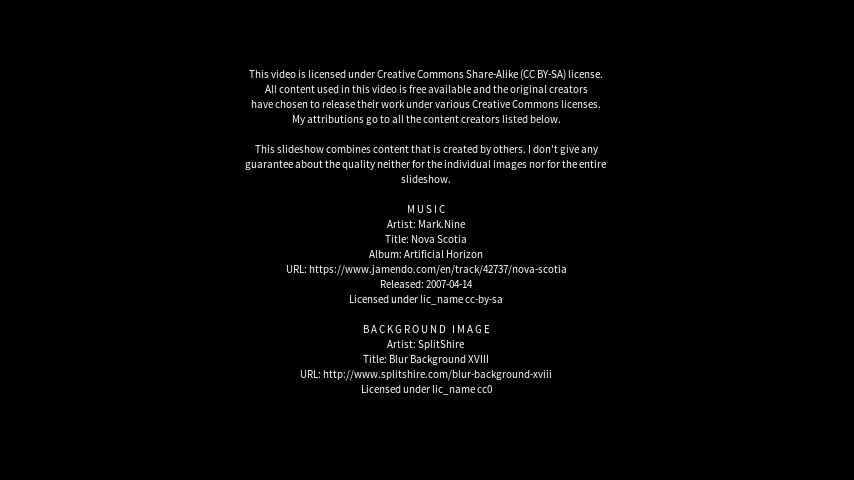 This video is licensed under Creative Commons Share-Alike (CC BY-SA) license.
All content used in this video is free available and the original creators
have chosen to release their work under various Creative Commons licenses.
My attributions go to all the content creators listed below.
This slideshow combines content that is created by others. I don't give any
guarantee about the quality neither for the individual images nor for the entire
slideshow.
MUSIC
Artist: Mark.Nine
Title: Nova Scotia
Album: Artificial Horizon
URL: https://www.jamendo.com/en/track/42737/nova-scotia
Released: 2007-04-14
Licensed under lic_name cc-by-sa
BACKGROUND IMAGE
Artist: SplitShire
Title: Blur Background XVIII
URL: http://www.splitshire.com/blur-background-xviii
Licensed under lic_name cc0